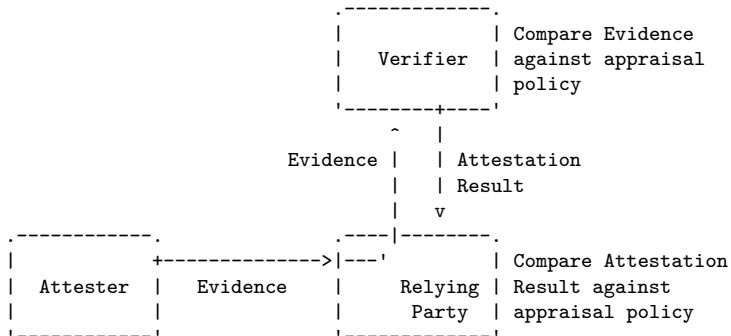 Compare Evidence
Verifier against appraisal
policy
Evidence Attestation
Result
Compare Attestation
Attester Evidence Relying Result against
Party appraisal policy